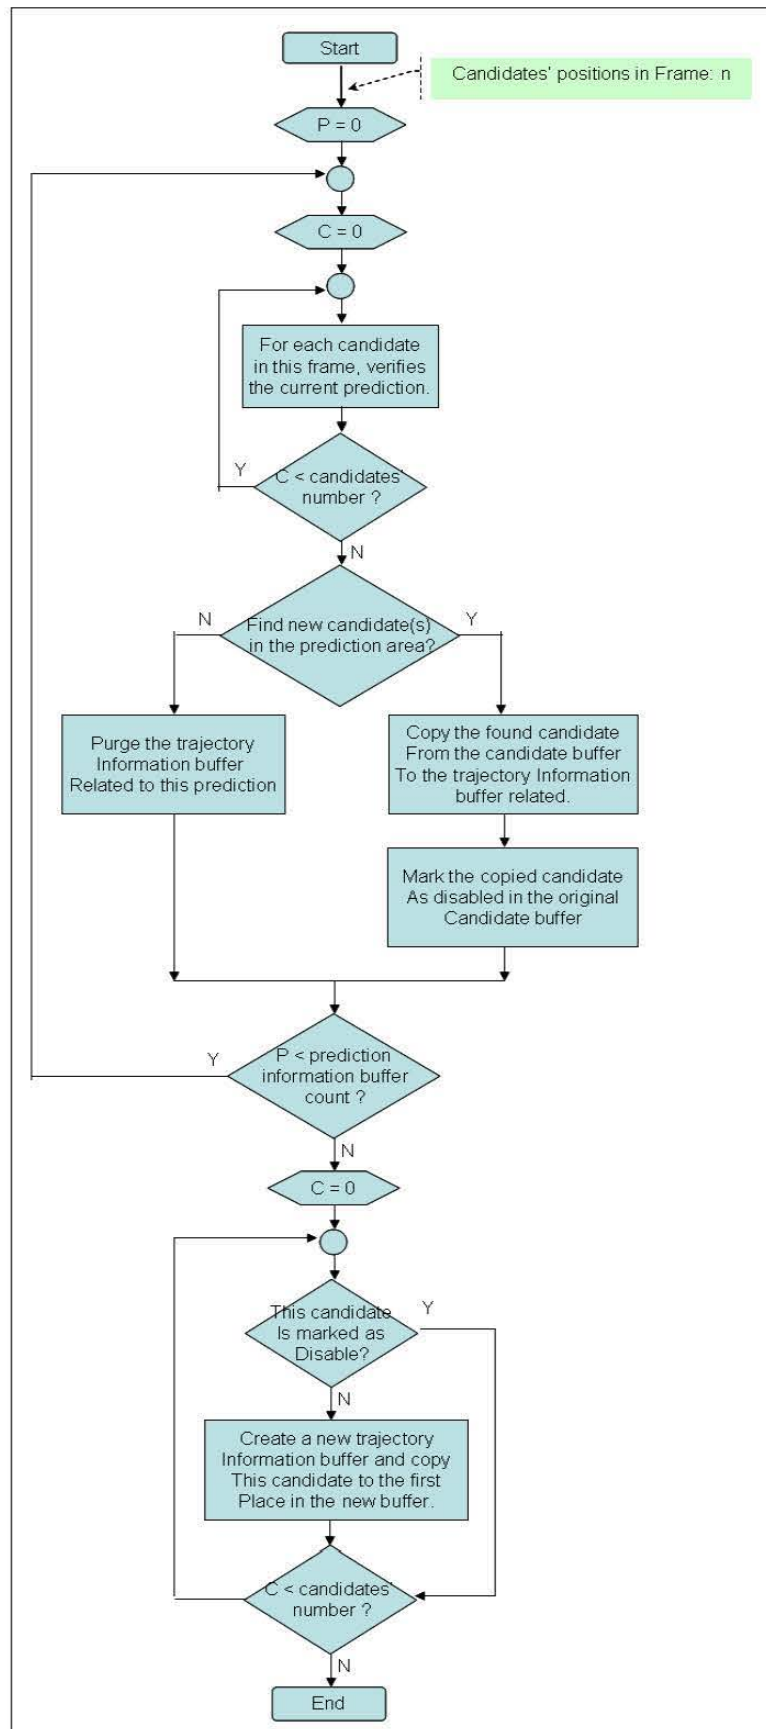 Start
Candidates' positions in Frame: n
P = 0
C = 0
For each candidate
in this frame, verifies
the current prediction.
Y
C < candidates'
number ?
N
N
Find new candidate(s)
in the prediction area?
Y
Purge the trajectory
Information buffer
Related to this prediction
Copy the found candidate
From the candidate buffer
To the trajectory Information
buffer related.
Mark the copied candidate
As disabled in the original
Candidate buffer
Y
P < prediction
information buffer
count ?
N
C = 0
This candidate
Is marked as
Disable?
Y
N
Create a new trajectory
Information buffer and copy
This candidate to the first
Place in the new buffer.
C < candidates'
number ?
N
End